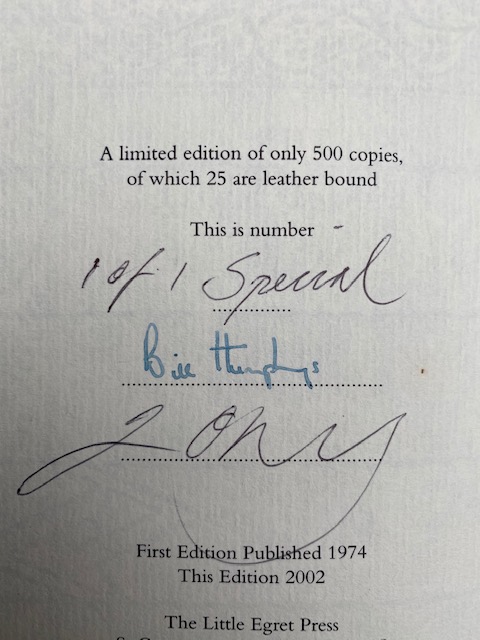 A limited edition of only 500 copies,
of which 25 are leather bound
This is number
1 of 1 Special
Bill Humphreys
First Edition Published 1974
This Edition 2002
The Little Egret Press